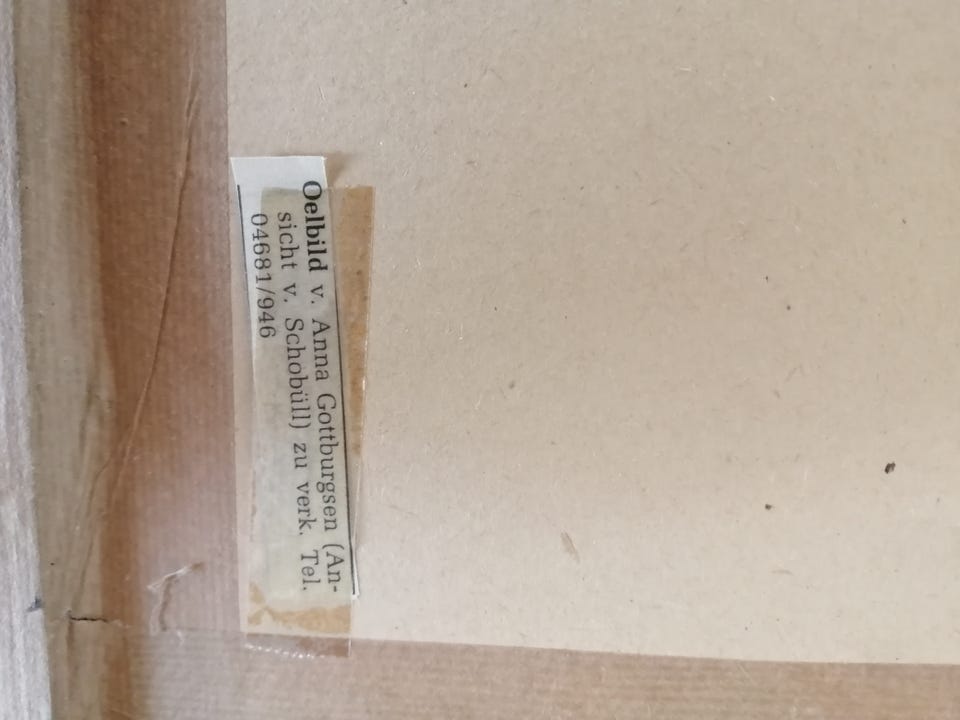 Oelbild v. Anna Gottburgsen (An-
sicht v. Schobüll) zu verk. Tel.
04681/946